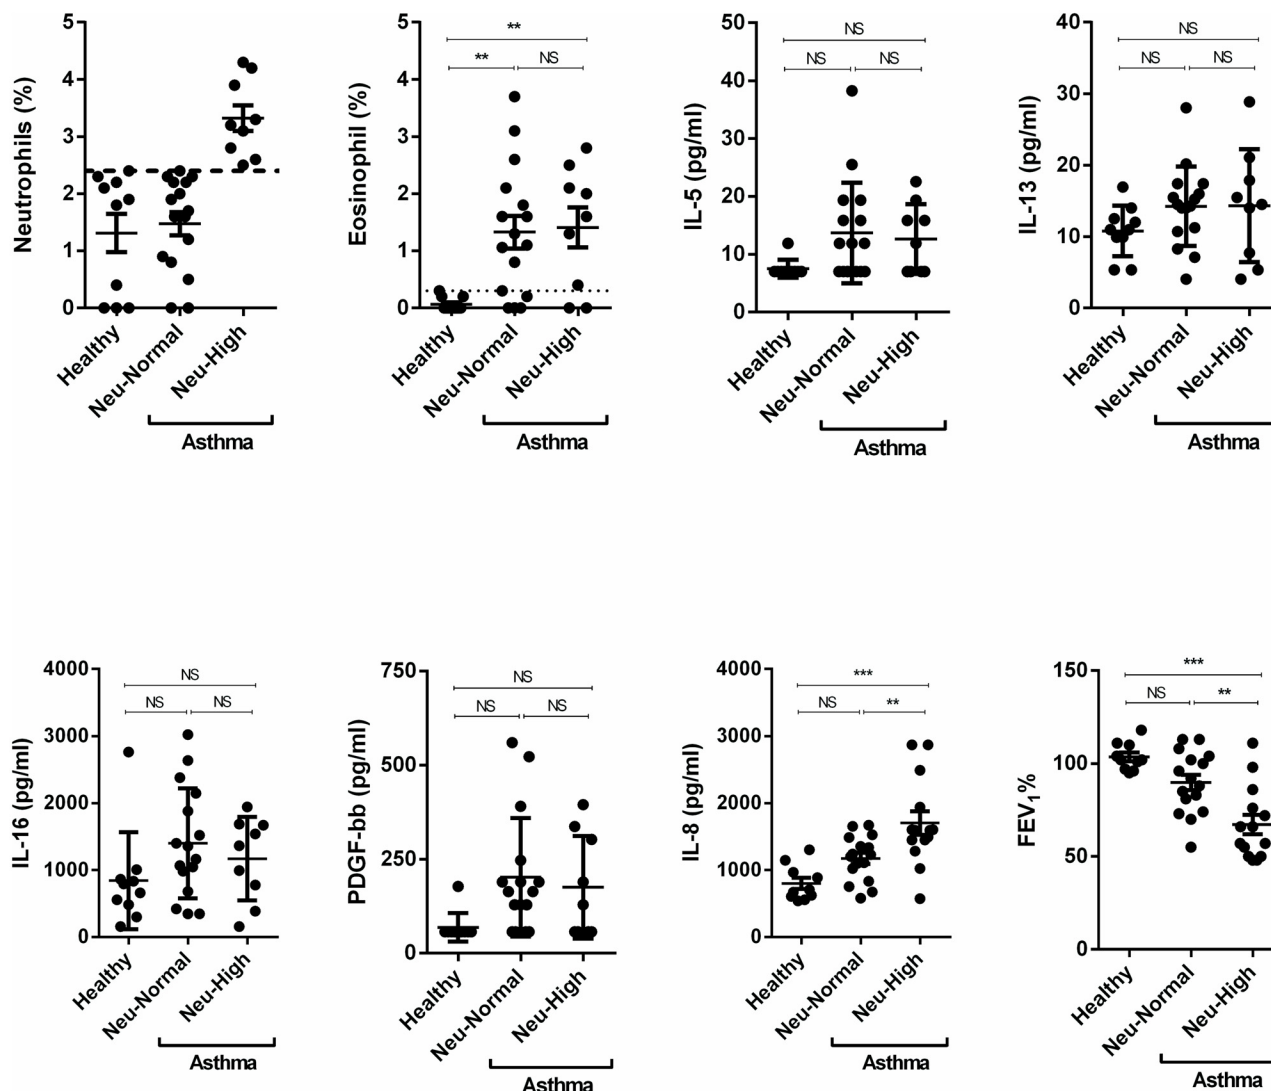 Neutrophils (%)
5
4
3
2
1
0
Healthy
Neu-Normal
Neu-High
Asthma
Eosinophil (%)
5
4
3
2
1
0
**
**
NS
Healthy
Neu-Normal
Neu-High
Asthma
IL-5 (pg/ml)
50
40
30
20
10
0
NS
NS
NS
Healthy
Neu-Normal
Neu-High
Asthma
IL-13 (pg/ml)
40
30
20
10
0
NS
NS
NS
Healthy
Neu-Normal
Neu-High
Asthma
IL-16 (pg/ml)
4000
3000
2000
1000
0
NS
NS
NS
Healthy
Neu-Normal
Neu-High
Asthma
PDGF-bb (pg/ml)
750
500
250
0
NS
NS
NS
Healthy
Neu-Normal
Neu-High
Asthma
IL-8 (pg/ml)
4000
3000
2000
1000
0
***
NS
**
Healthy
Neu-Normal
Neu-High
Asthma
FEV₁%
150
100
50
0
***
NS
**
Healthy
Neu-Normal
Neu-High
Asthma